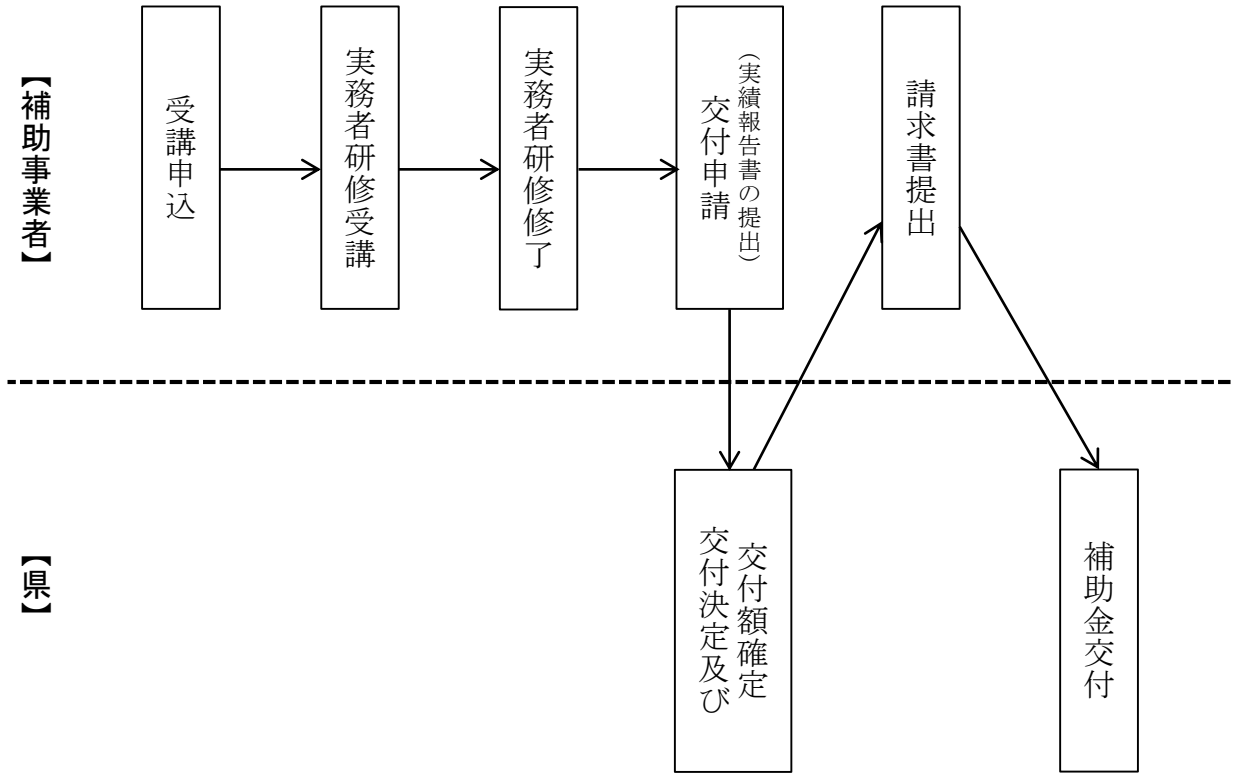 【補助事業者】
受講申込
実務者研修受講
実務者研修修了
交付申請
（実績報告書の提出）
請求書提出
【県】
交付決定及び
交付額確定
補助金交付